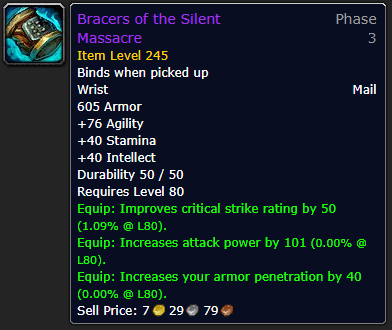 Bracers of the Silent Phase
Massacre 3
Item Level 245
Binds when picked up
Wrist Mail
605 Armor
+76 Agility
+40 Stamina
+40 Intellect
Durability 50 / 50
Requires Level 80
Equip: Improves critical strike rating by 50
(1.09% @ L80).
Equip: Increases attack power by 101 (0.00% @
L80).
Equip: Increases your armor penetration by 40
(0.00% @ L80).
Sell Price: 7 29 79